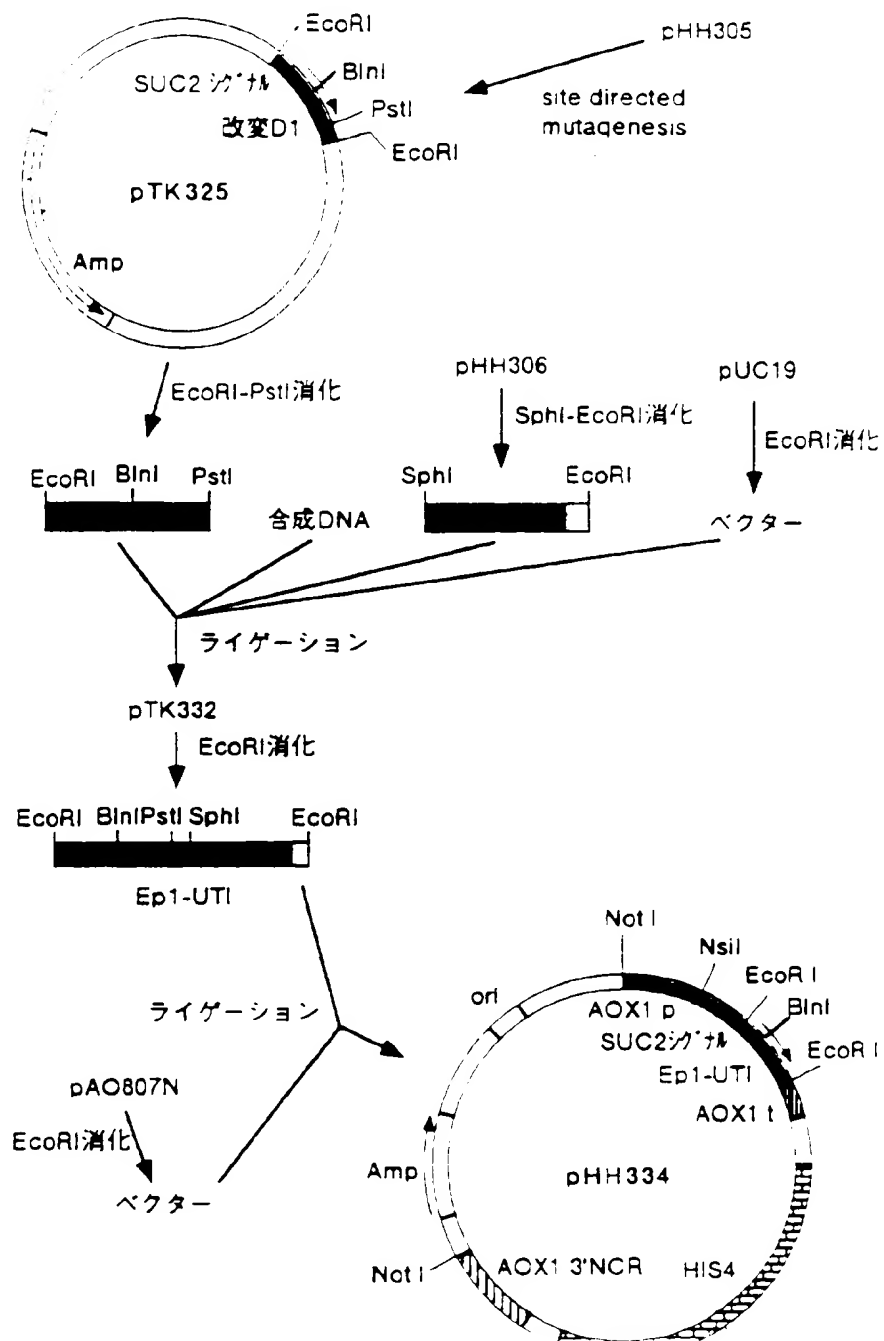 EcoRI
pHH305
SUC2 シグナル
BlnI
site directed
mutagenesis
PstI
改変D1
EcoRI
pTK325
Amp
EcoRI-PstI消化
pHH306
pUC19
SphI-EcoRI消化
EcoRI消化
EcoRI BlnI PstI
SphI EcoRI
合成DNA
ベクター
ライゲーション
pTK332
EcoRI消化
EcoRI BlnI PstI SphI EcoRI
Ep1-UTI
Not I
NsiI
EcoR I
BlnI
ori
AOX1 p
SUC2シグナル
EcoR I
ライゲーション
Ep1-UTI
AOX1 t
pAO807N
EcoRI消化
Amp
pHH334
ベクター
Not I
AOX1 3'NCR
HIS4